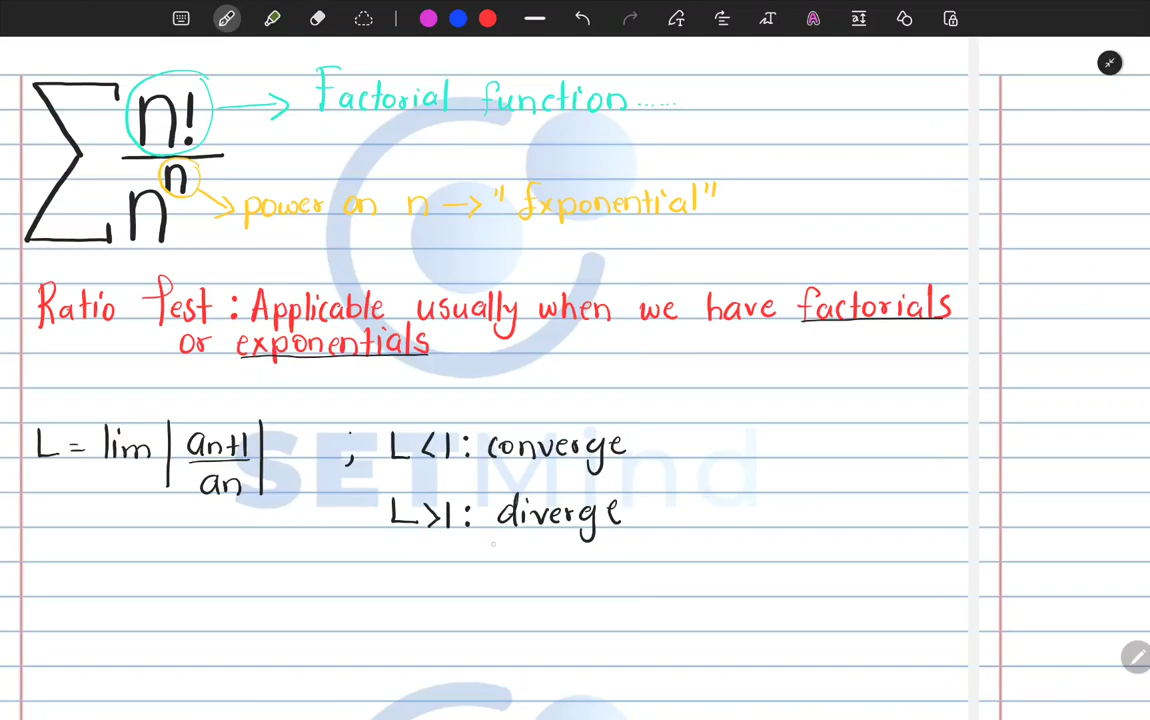 ∑ n!/n^n → Factorial function......
→ power on n → "Exponential"
Ratio Test : Applicable usually when we have factorials
or exponentials
L = lim |an+1/an| ; L<1: converge
L>1: diverge
SETMind